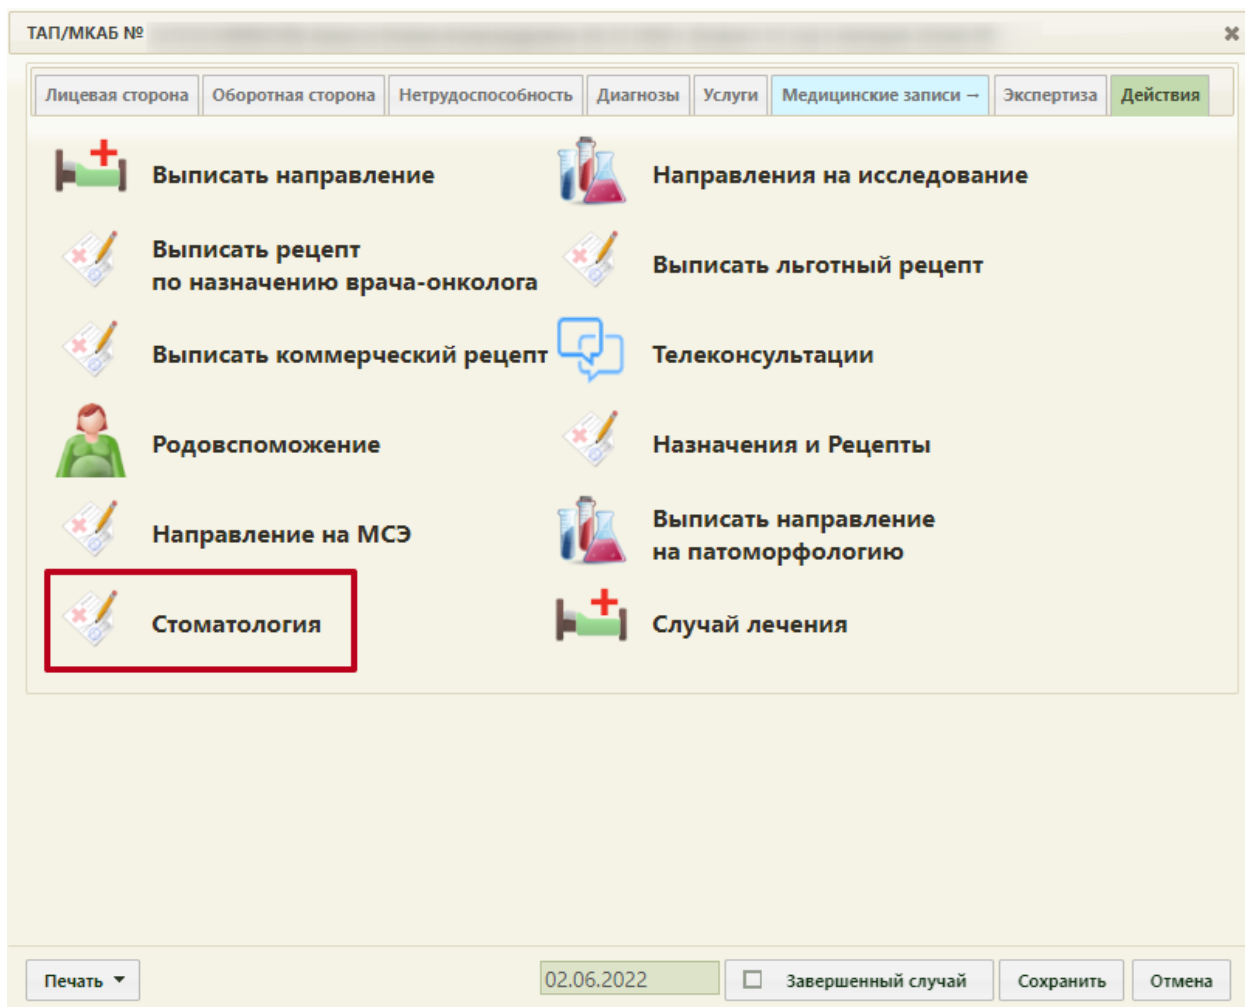 ТАП/МКАБ №
Лицевая сторона Оборотная сторона Нетрудоспособность Диагнозы Услуги Медицинские записи → Экспертиза Действия
Выписать направление
Направления на исследование
Выписать рецепт
по назначению врача-онколога
Выписать льготный рецепт
Выписать коммерческий рецепт
Телеконсультации
Родовспоможение
Назначения и Рецепты
Направление на МСЭ
Выписать направление
на патоморфологию
Стоматология
Случай лечения
Печать 02.06.2022 Завершенный случай Сохранить Отмена